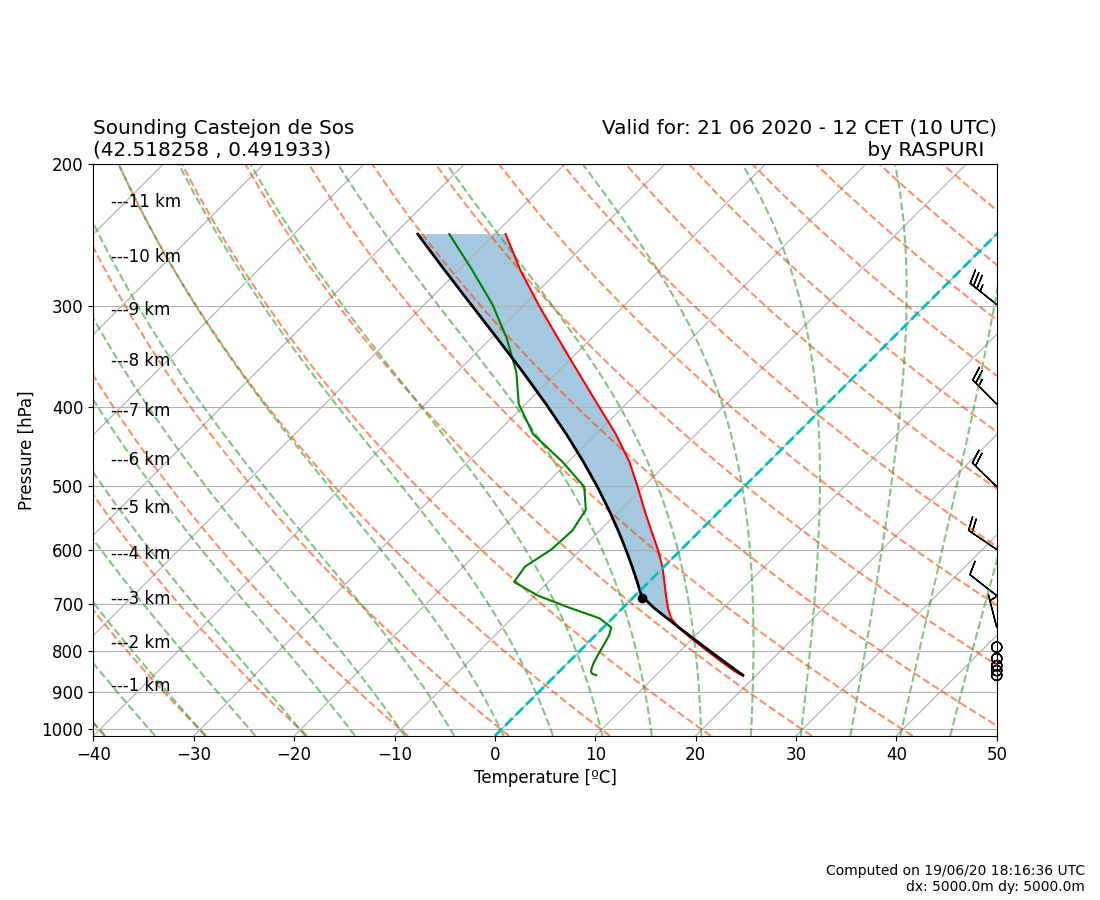 Sounding Castejon de Sos
(42.518258 , 0.491933)
Valid for: 21 06 2020 - 12 CET (10 UTC)
by RASPURI
200
300
400
500
600
700
800
900
1000
Pressure [hPa]
---11 km
---10 km
---9 km
---8 km
---7 km
---6 km
---5 km
---4 km
---3 km
---2 km
---1 km
−40 −30 −20 −10 0 10 20 30 40 50
Temperature [ºC]
Computed on 19/06/20 18:16:36 UTC
dx: 5000.0m dy: 5000.0m